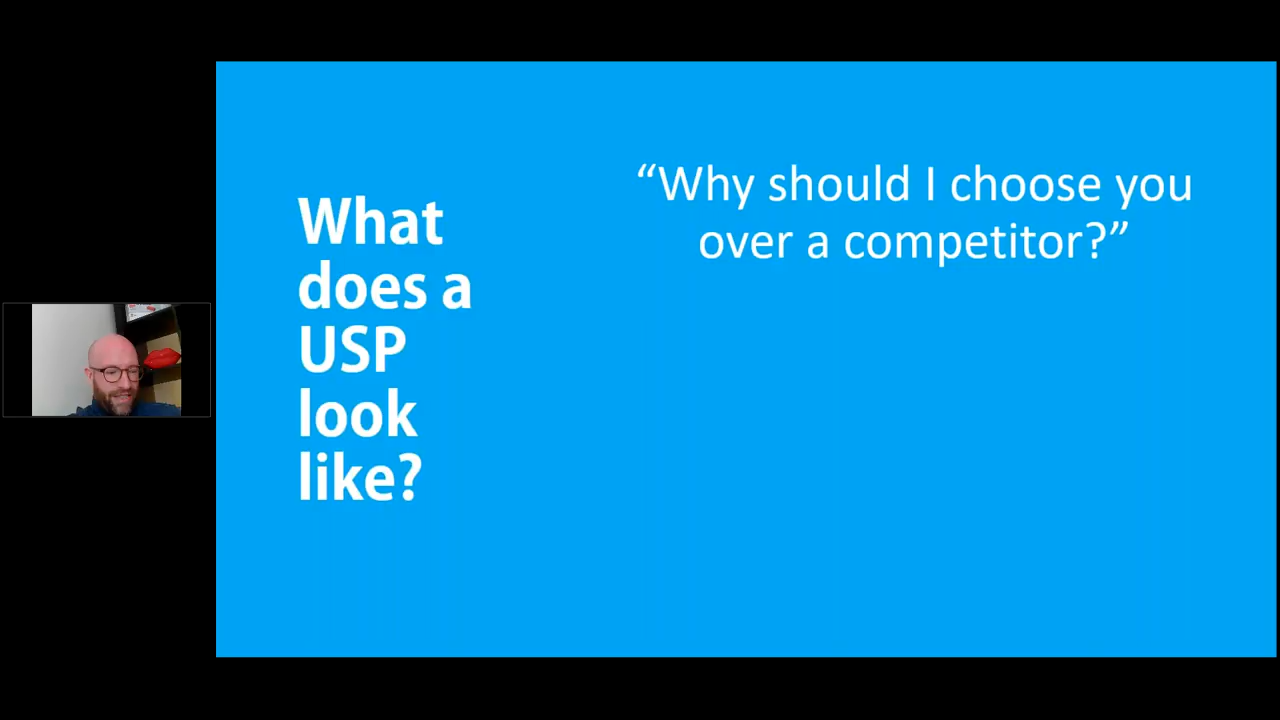 What
does a
USP
look
like?
“Why should I choose you
over a competitor?”